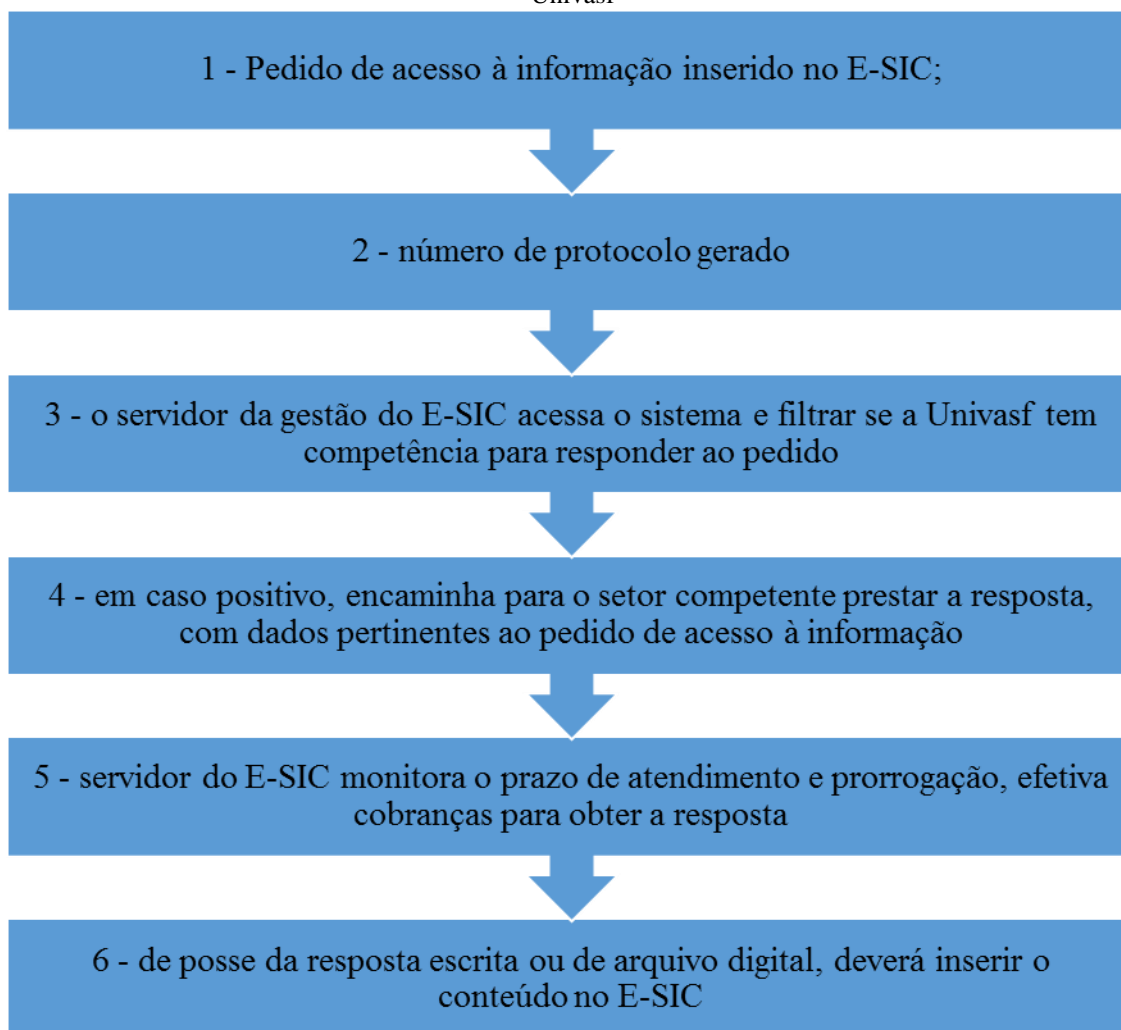 Univasf
1 - Pedido de acesso à informação inserido no E-SIC;
2 - número de protocolo gerado
3 - o servidor da gestão do E-SIC acessa o sistema e filtrar se a Univasf tem
competência para responder ao pedido
4 - em caso positivo, encaminha para o setor competente prestar a resposta,
com dados pertinentes ao pedido de acesso à informação
5 - servidor do E-SIC monitora o prazo de atendimento e prorrogação, efetiva
cobranças para obter a resposta
6 - de posse da resposta escrita ou de arquivo digital, deverá inserir o
conteúdo no E-SIC